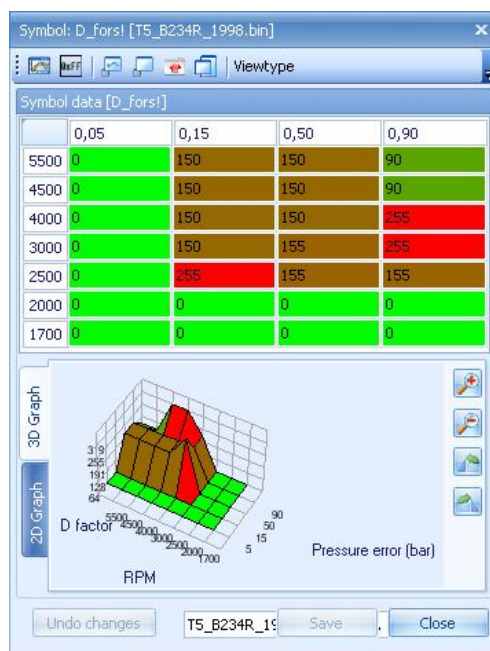 Symbol: D_fors! [T5_B234R_1998.bin]
0xFF Viewtype
Symbol data [D_fors!]
0,05 0,15 0,50 0,90
5500 0 150 150 90
4500 0 150 150 90
4000 0 150 150 255
3000 0 150 155 255
2500 0 255 155 155
2000 0 0 0 0
1700 0 0 0 0
3D Graph
2D Graph
319
255
191
128
64
D factor
5500 4500 4000 3000 2500 2000 1700
RPM
5 15 50 90
Pressure error (bar)
Undo changes T5_B234R_19 Save . Close